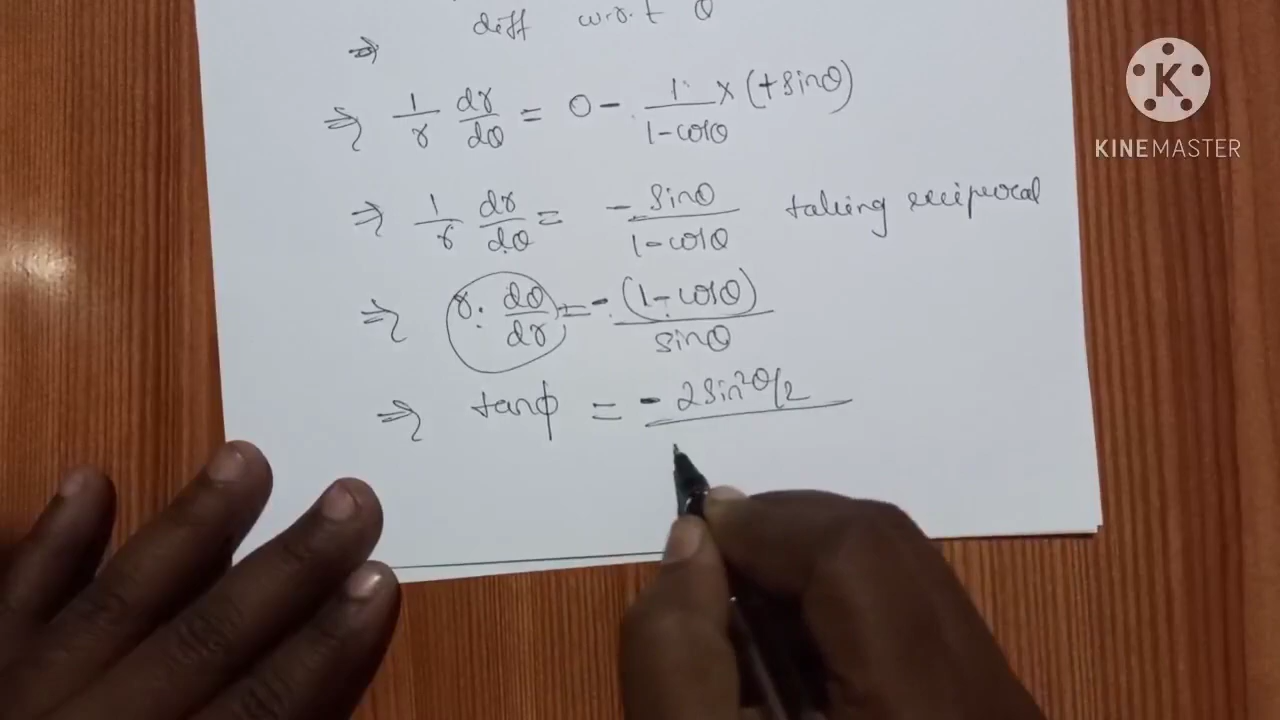 diff w.r.t θ
⇒
⇒ 1/r dr/dθ = 0 - 1/(1-cosθ) × (+sinθ)
⇒ 1/r dr/dθ = - sinθ/(1-cosθ) taking reciprocal
⇒ r. dθ/dr = - (1-cosθ)/sinθ
⇒ tanϕ = - 2sin²θ/2
K
KINEMASTER